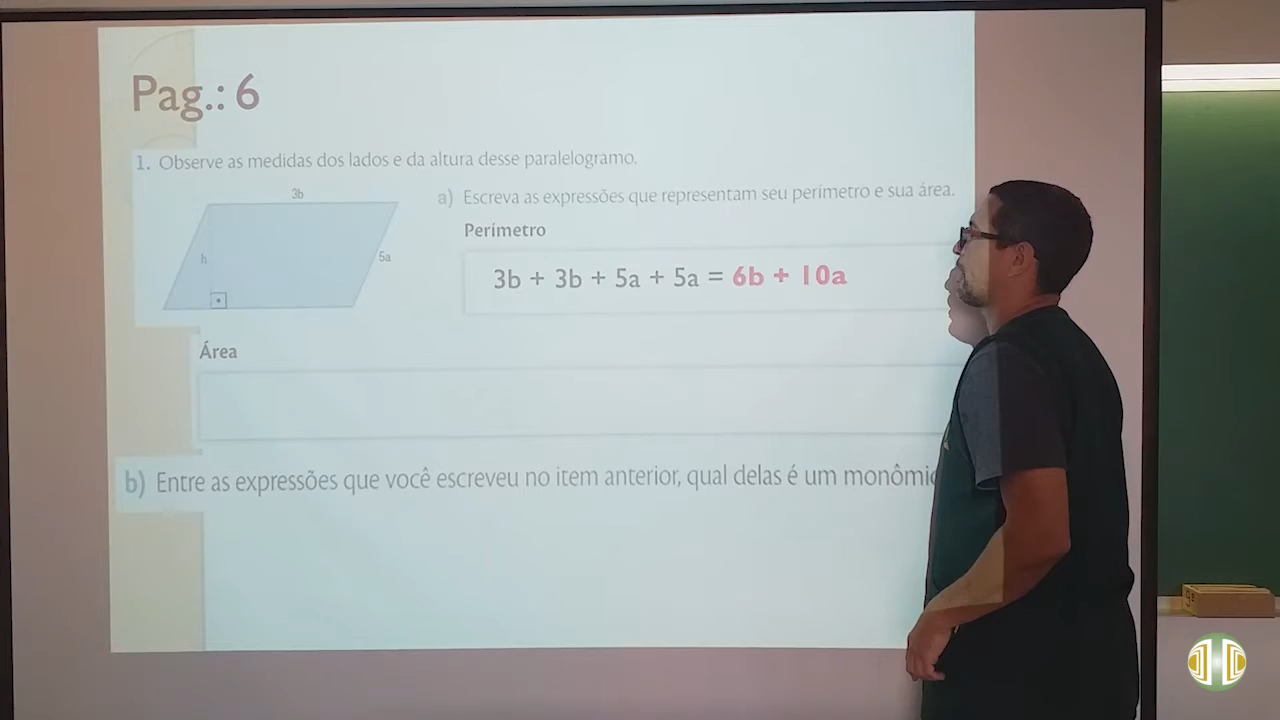 Pag.: 6
1. Observe as medidas dos lados e da altura desse paralelogramo.
3b
h
5a
a) Escreva as expressões que representam seu perímetro e sua área.
Perímetro
3b + 3b + 5a + 5a = 6b + 10a
Área
b) Entre as expressões que você escreveu no item anterior, qual delas é um